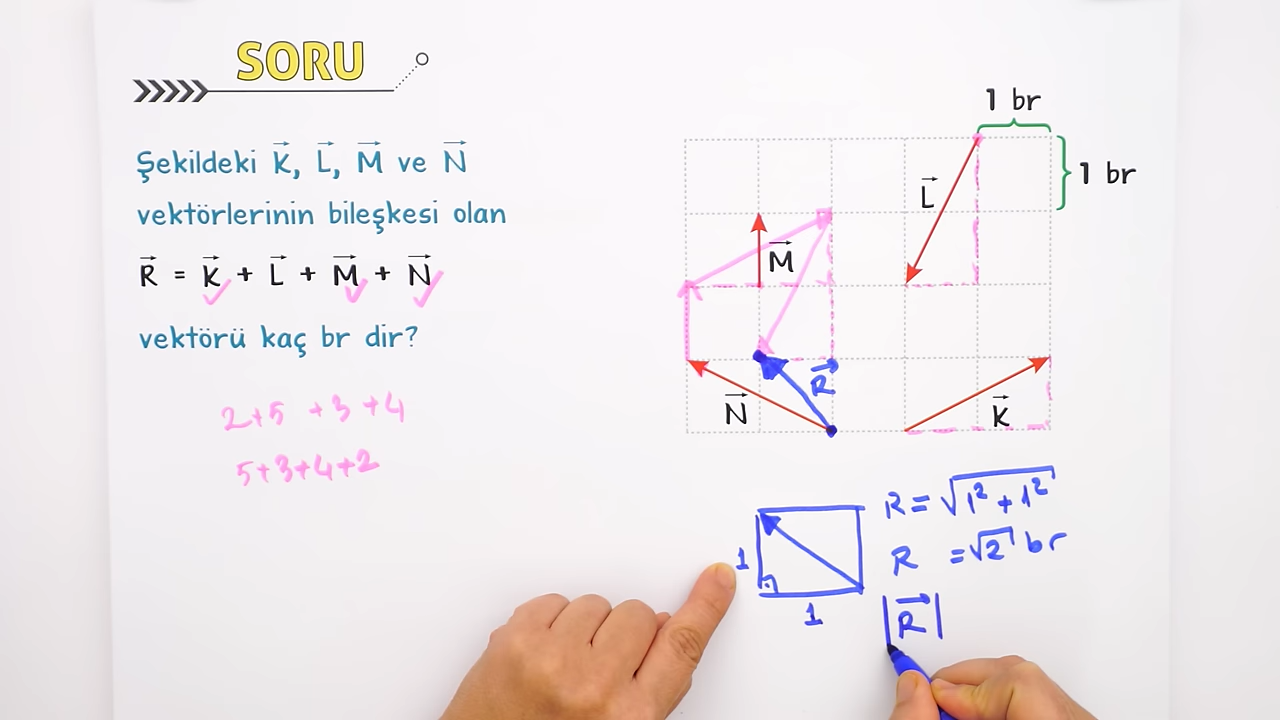 SORU
Şekildeki K⃗, L⃗, M⃗ ve N⃗
vektörlerinin bileşkesi olan
R⃗ = K⃗ + L⃗ + M⃗ + N⃗
vektörü kaç br dir?
2+5 +3 +4
5+3+4+2
1 br
1 br
L⃗
M⃗
R⃗
N⃗
K⃗
1
1
R = √1² + 1²
R = √2 br
|R⃗|